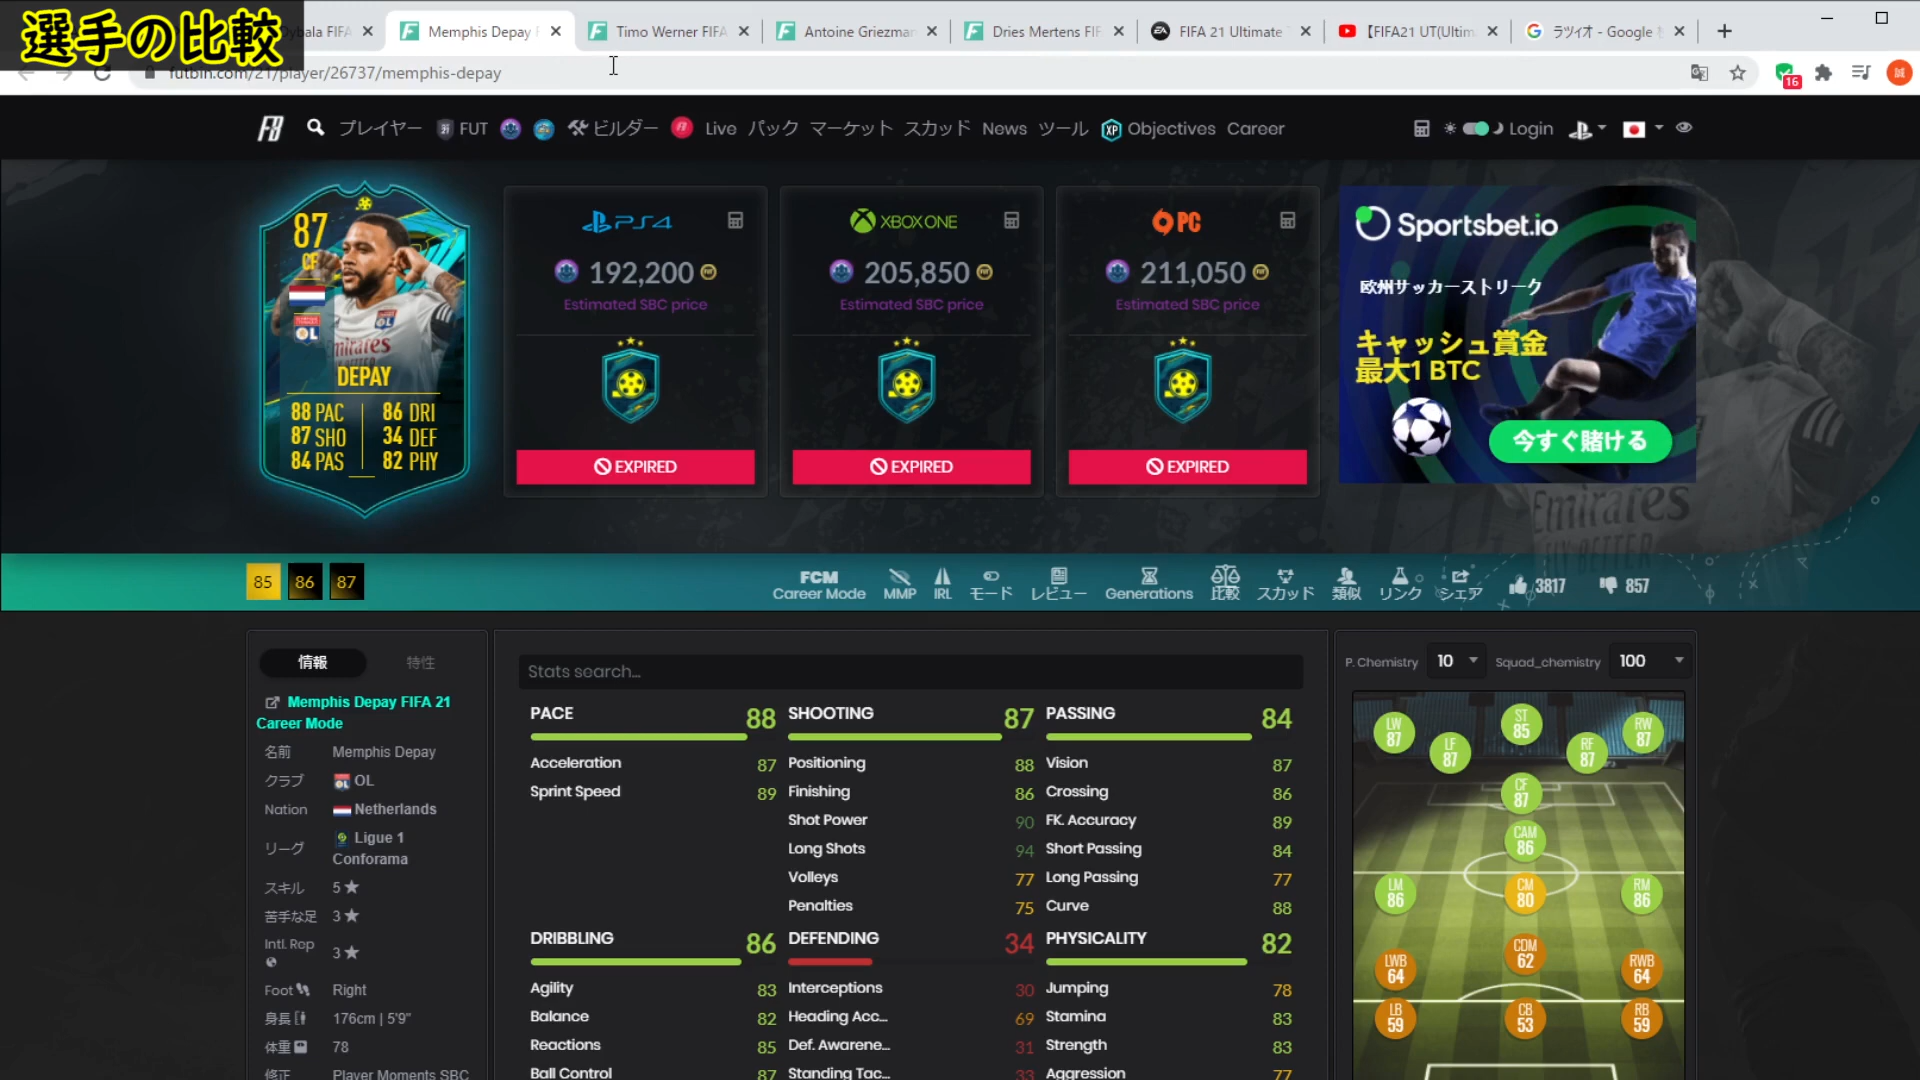 選手の比較
Dybala FIFA
Memphis Depay F
Timo Werner FIFA
Antoine Griezman
Dries Mertens FIF
FIFA 21 Ultimate T
【FIFA21 UT(Ultim
ラツィオ - Google
futbin.com/21/player/26737/memphis-depay
16
プレイヤー
FUT
ビルダー
Live
パック
マーケット
スカッド
News
ツール
XP
Objectives
Career
Login
87
CF
DEPAY
88 PAC
87 SHO
84 PAS
86 DRI
34 DEF
82 PHY
PS4
192,200
Estimated SBC price
EXPIRED
XBOX ONE
205,850
Estimated SBC price
EXPIRED
PC
211,050
Estimated SBC price
EXPIRED
Sportsbet.io
欧州サッカーストリーク
キャッシュ賞金
最大1 BTC
今すぐ賭ける
85
86
87
FCM
Career Mode
MMP
IRL
モード
レビュー
Generations
比較
スカッド
類似
リンク
シェア
3817
857
情報
特性
Memphis Depay FIFA 21
Career Mode
名前 Memphis Depay
クラブ OL
Nation Netherlands
リーグ Ligue 1
Conforama
スキル 5★
苦手な足 3★
Intl. Rep 3★
Foot Right
身長 176cm | 5'9"
体重 78
修正 Player Moments SBC
Stats search...
PACE 88
Acceleration 87
Sprint Speed 89
SHOOTING 87
Positioning 88
Finishing 86
Shot Power 90
Long Shots 94
Volleys 77
Penalties 75
PASSING 84
Vision 87
Crossing 86
FK. Accuracy 89
Short Passing 84
Long Passing 77
Curve 88
DRIBBLING 86
Agility 83
Balance 82
Reactions 85
Ball Control 87
DEFENDING 34
Interceptions 30
Heading Acc... 69
Def. Awarene... 31
Standing Tac... 33
PHYSICALITY 82
Jumping 78
Stamina 83
Strength 83
Aggression 77
P. Chemistry 10
Squad_chemistry 100
LW 87
LF 87
ST 85
RF 87
RW 87
CF 87
CAM 86
LM 86
CM 80
RM 86
LWB 64
CDM 62
RWB 64
LB 59
CB 53
RB 59